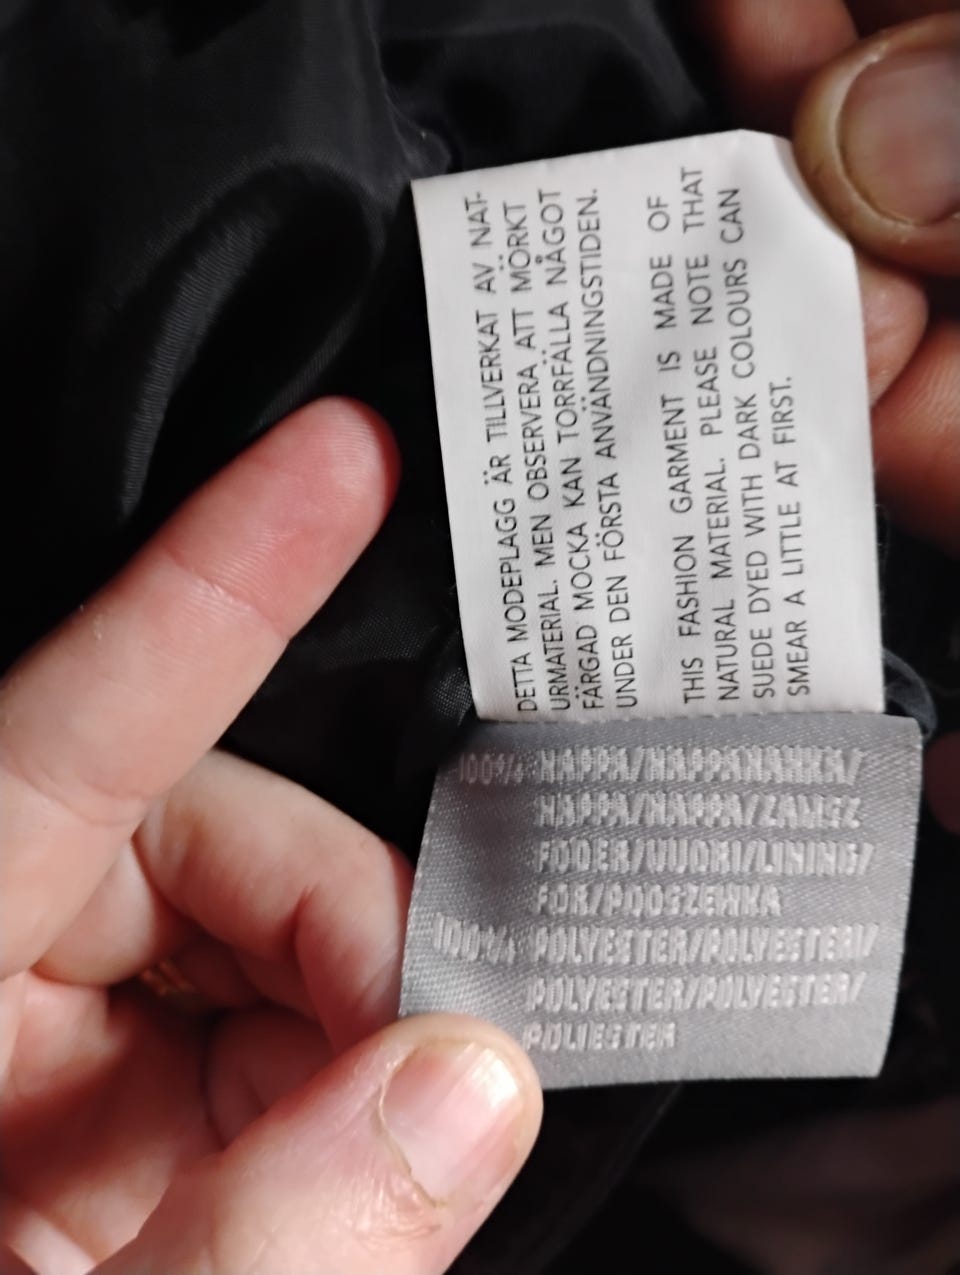 DETTA MODEPLAGG ÄR TILLVERKAT AV NAT-
URMATERIAL. MEN OBSERVERA ATT MÖRKT
FÄRGAD MOCKA KAN TORRFÄLLA NÅGOT
UNDER DEN FÖRSTA ANVÄNDNINGSTIDEN.
THIS FASHION GARMENT IS MADE OF
NATURAL MATERIAL. PLEASE NOTE THAT
SUEDE DYED WITH DARK COLOURS CAN
SMEAR A LITTLE AT FIRST.
100% NAPPA/NAPPANAHKA/
NAPPA/NAPPA/ZAMSZ
FODER/VUORI/LINING/
FOR/PODSZEWKA
100% POLYESTER/POLYESTERI/
POLYESTER/POLYESTER/
POLIESTER